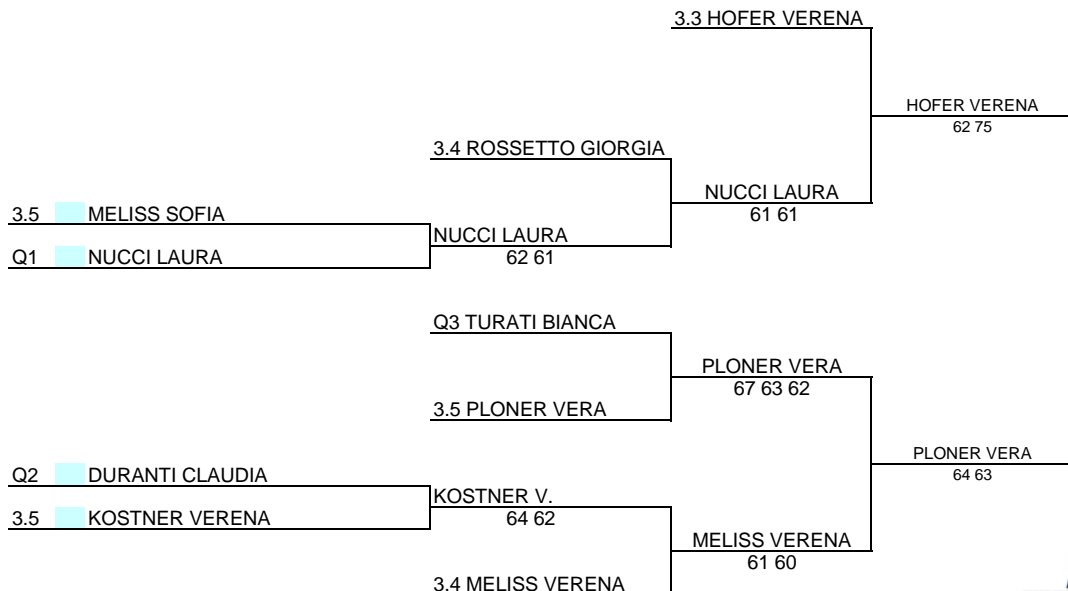 3.3 HOFER VERENA
HOFER VERENA
62 75
3.4 ROSSETTO GIORGIA
NUCCI LAURA
61 61
3.5 MELISS SOFIA
NUCCI LAURA
62 61
Q1 NUCCI LAURA
Q3 TURATI BIANCA
PLONER VERA
67 63 62
3.5 PLONER VERA
PLONER VERA
64 63
Q2 DURANTI CLAUDIA
KOSTNER V.
64 62
3.5 KOSTNER VERENA
MELISS VERENA
61 60
3.4 MELISS VERENA